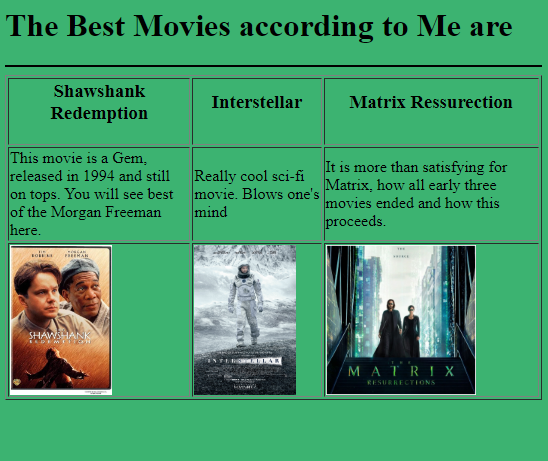 The Best Movies according to Me are
Shawshank
Redemption
Interstellar
Matrix Ressurection
This movie is a Gem,
released in 1994 and still
on tops. You will see best
of the Morgan Freeman
here.
Really cool sci-fi
movie. Blows one's
mind
It is more than satisfying for
Matrix, how all early three
movies ended and how this
proceeds.
TIM
ROBBINS
MORGAN
FREEMAN
SHAWSHANK
REDEMPTION
INTERSTELLAR
THE
MATRIX
RESURRECTIONS